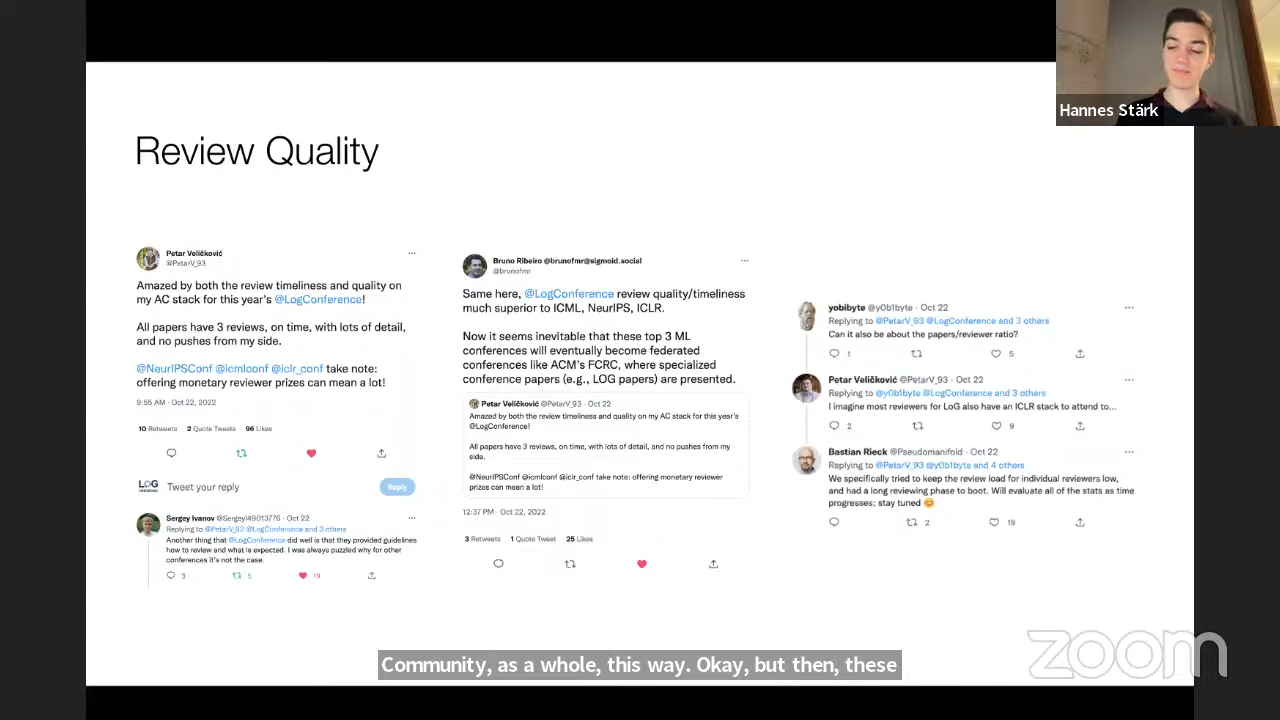 Hannes Stärk
Review Quality
Petar Veličković
@PetarV_93
Amazed by both the review timeliness and quality on
my AC stack for this year's @LogConference!
All papers have 3 reviews, on time, with lots of detail,
and no pushes from my side.
@NeurIPSConf @icmlconf @iclr_conf take note:
offering monetary reviewer prizes can mean a lot!
9:55 AM · Oct 22, 2022
10 Retweets 2 Quote Tweets 96 Likes
LOG
CONFERENCE
Tweet your reply
Reply
Sergey Ivanov @SergeyI49013776 · Oct 22
Replying to @PetarV_93 @LogConference and 3 others
Another thing that @LogConference did well is that they provided guidelines
how to review and what is expected. I was always puzzled why for other
conferences it's not the case.
3 5 19
Bruno Ribeiro @brunofmr@sigmoid.social
@brunofmr
Same here, @LogConference review quality/timeliness
much superior to ICML, NeurIPS, ICLR.
Now it seems inevitable that these top 3 ML
conferences will eventually become federated
conferences like ACM's FCRC, where specialized
conference papers (e.g., LOG papers) are presented.
Petar Veličković @PetarV_93 · Oct 22
Amazed by both the review timeliness and quality on my AC stack for this year's
@LogConference!
All papers have 3 reviews, on time, with lots of detail, and no pushes from my
side.
@NeurIPSConf @icmlconf @iclr_conf take note: offering monetary reviewer
prizes can mean a lot!
12:37 PM · Oct 22, 2022
3 Retweets 1 Quote Tweet 25 Likes
yobibyte @y0b1byte · Oct 22
Replying to @PetarV_93 @LogConference and 3 others
Can it also be about the papers/reviewer ratio?
1 5
Petar Veličković @PetarV_93 · Oct 22
Replying to @y0b1byte @LogConference and 3 others
I imagine most reviewers for LoG also have an ICLR stack to attend to...
2 9
Bastian Rieck @Pseudomanifold · Oct 22
Replying to @PetarV_93 @y0b1byte and 4 others
We specifically tried to keep the review load for individual reviewers low,
and had a long reviewing phase to boot. Will evaluate all of the stats as time
progresses; stay tuned 😊
2 19
Community, as a whole, this way. Okay, but then, these
zoom